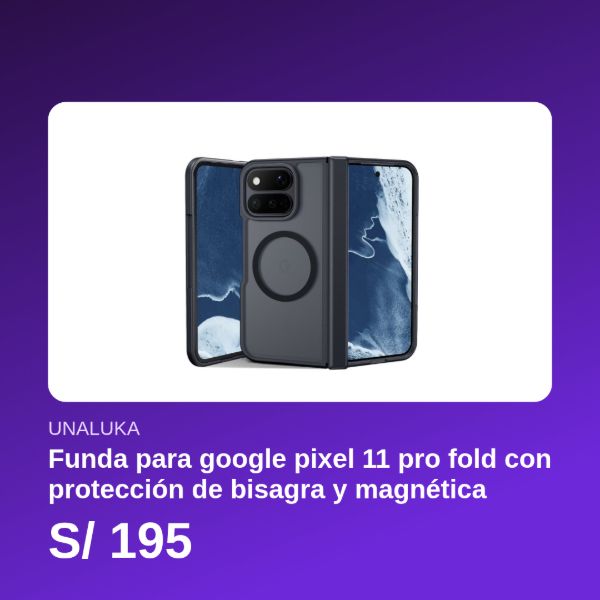 UNALUKA
Funda para google pixel 11 pro fold con
protección de bisagra y magnética
S/ 195